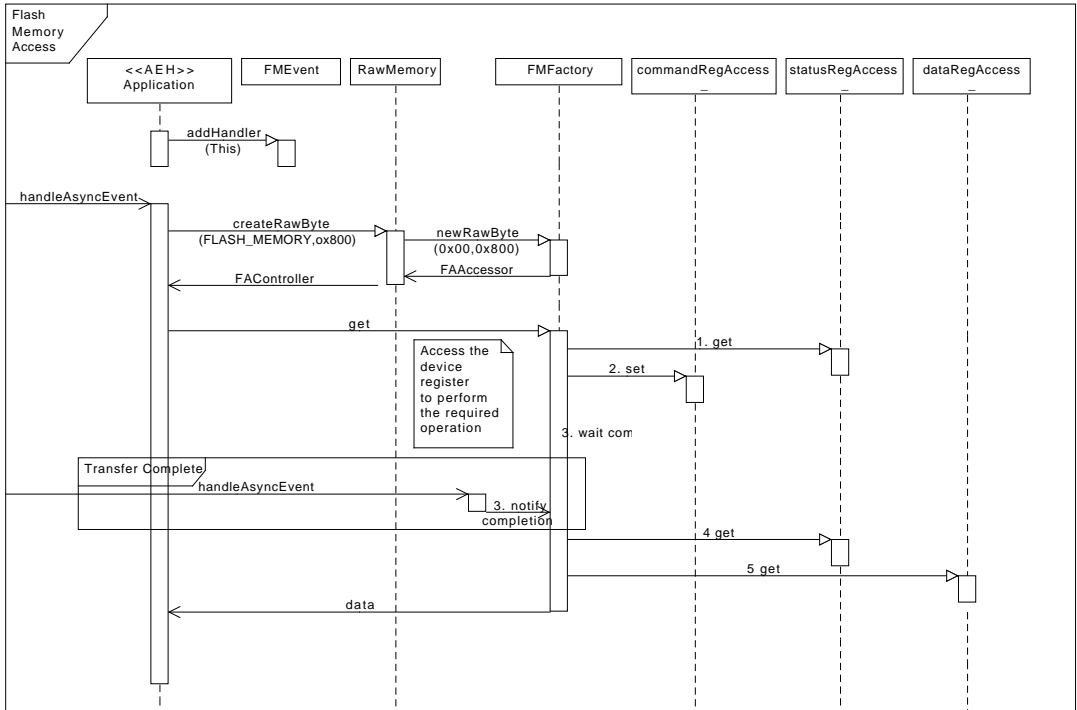 Flash
Memory
Access
<<AEH>>
Application
FMEvent
RawMemory
FMFactory
commandRegAccess
_
statusRegAccess
_
dataRegAccess
_
addHandler
(This)
handleAsyncEvent
createRawByte
(FLASH_MEMORY,ox800)
newRawByte
(0x00,0x800)
FAAccessor
FAController
get
Access the
device
register
to perform
the required
operation
1. get
2. set
3. wait com
Transfer Complete
handleAsyncEvent
3. notify
completion
4 get
5 get
data